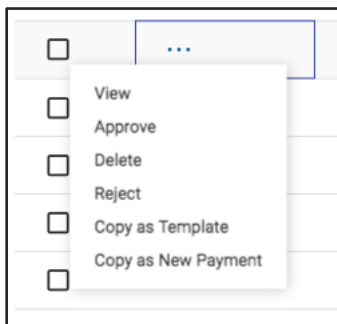 ...
View
Approve
Delete
Reject
Copy as Template
Copy as New Payment